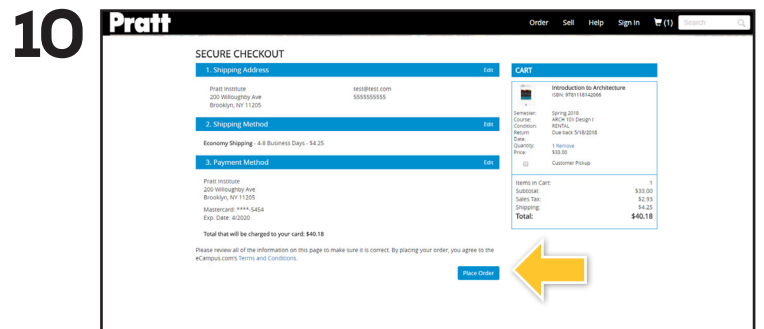 10
Pratt
Order Sell Help Sign In (1) Search
SECURE CHECKOUT
1. Shipping Address Edit
Pratt Institute test@test.com
200 Willoughby Ave 5555555555
Brooklyn, NY 11205
2. Shipping Method Edit
Economy Shipping - 4-8 Business Days - $4.25
3. Payment Method Edit
Pratt Institute
200 Willoughby Ave
Brooklyn, NY 11205
Mastercard: ****-5454
Exp. Date: 4/2020
Total that will be charged to your card: $40.18
Please review all of the information on this page to make sure it is correct. By placing your order, you agree to the
eCampus.com's Terms and Conditions.
Place Order
CART
Introduction to Architecture
ISBN: 9781118142066
Semester: Spring 2018
Course: ARCH 101 Design I
Condition: RENTAL
Return Due back 5/18/2018
Date:
Quantity: 1 Remove
Price: $33.00
Customer Pickup
Items in Cart: 1
Subtotal: $33.00
Sales Tax: $2.93
Shipping: $4.25
Total: $40.18